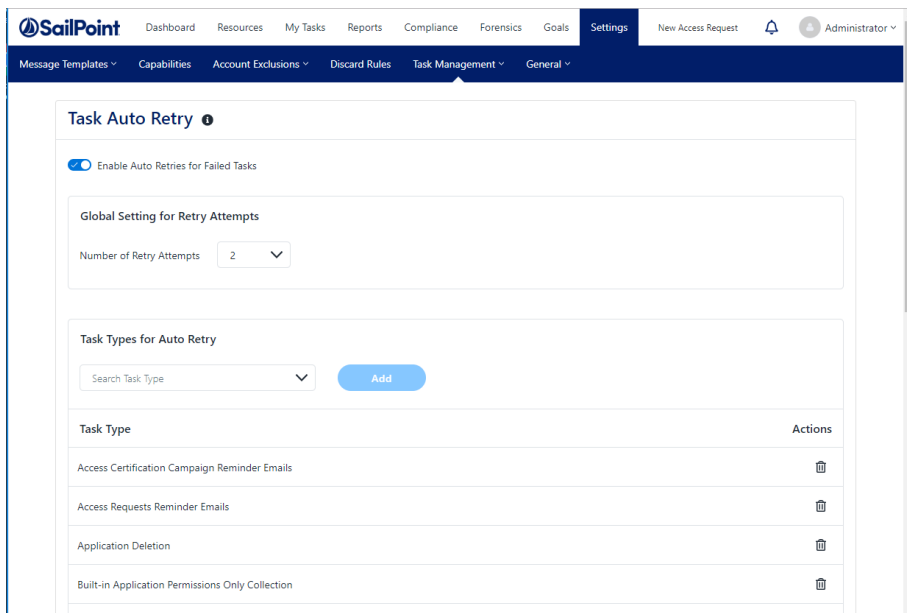 SailPoint Dashboard Resources My Tasks Reports Compliance Forensics Goals Settings New Access Request Administrator
Message Templates Capabilities Account Exclusions Discard Rules Task Management General
Task Auto Retry
Enable Auto Retries for Failed Tasks
Global Setting for Retry Attempts
Number of Retry Attempts 2
Task Types for Auto Retry
Search Task Type Add
Task Type Actions
Access Certification Campaign Reminder Emails
Access Requests Reminder Emails
Application Deletion
Built-in Application Permissions Only Collection